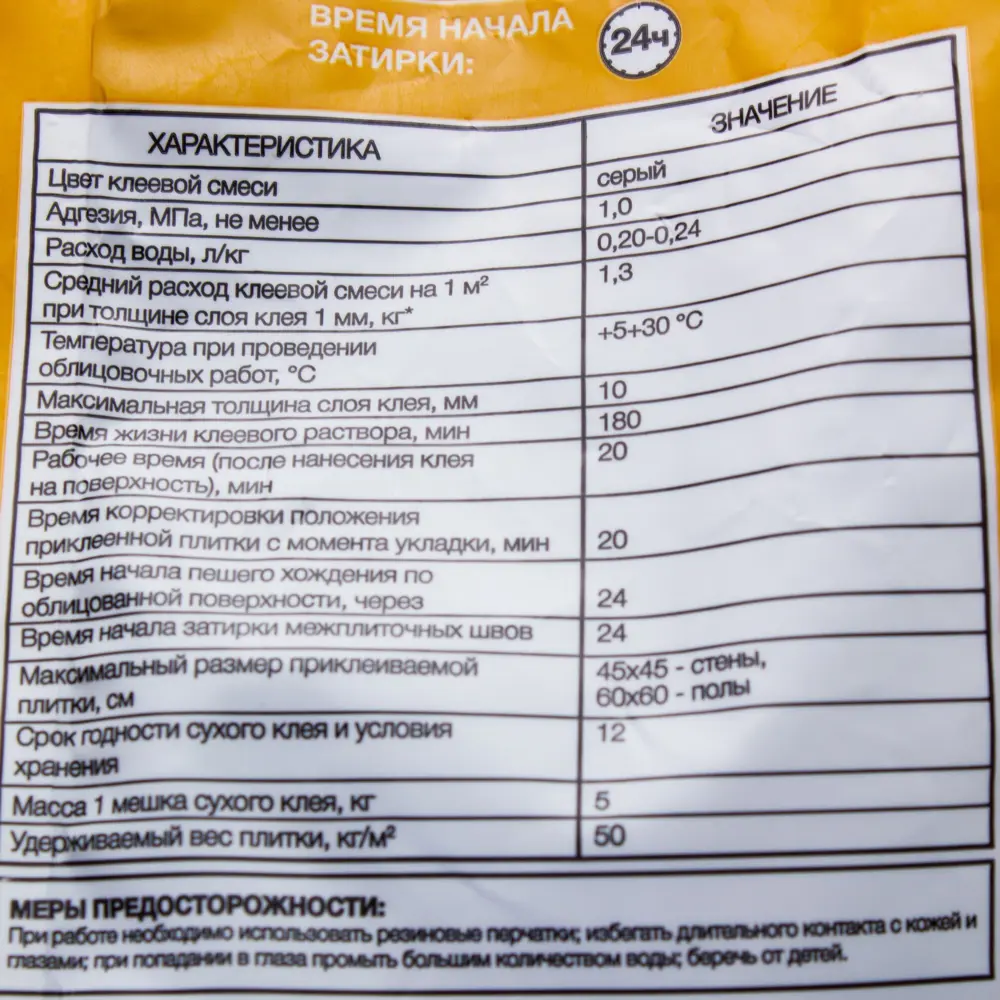 ВРЕМЯ НАЧАЛА
ЗАТИРКИ:
24ч
ХАРАКТЕРИСТИКА ЗНАЧЕНИЕ
Цвет клеевой смеси серый
Адгезия, МПа, не менее 1,0
Расход воды, л/кг 0,20-0,24
Средний расход клеевой смеси на 1 м² 1,3
при толщине слоя клея 1 мм, кг*
Температура при проведении +5+30 °С
облицовочных работ, °С
Максимальная толщина слоя клея, мм 10
Время жизни клеевого раствора, мин 180
Рабочее время (после нанесения клея 20
на поверхность), мин
Время корректировки положения
приклеенной плитки с момента укладки, мин 20
Время начала пешего хождения по
облицованной поверхности, через 24
Время начала затирки межплиточных швов 24
Максимальный размер приклеиваемой 45х45 - стены,
плитки, см 60х60 - полы
Срок годности сухого клея и условия 12
хранения
Масса 1 мешка сухого клея, кг 5
Удерживаемый вес плитки, кг/м² 50
МЕРЫ ПРЕДОСТОРОЖНОСТИ:
При работе необходимо использовать резиновые перчатки; избегать длительного контакта с кожей и
глазами; при попадании в глаза промыть большим количеством воды; беречь от детей.